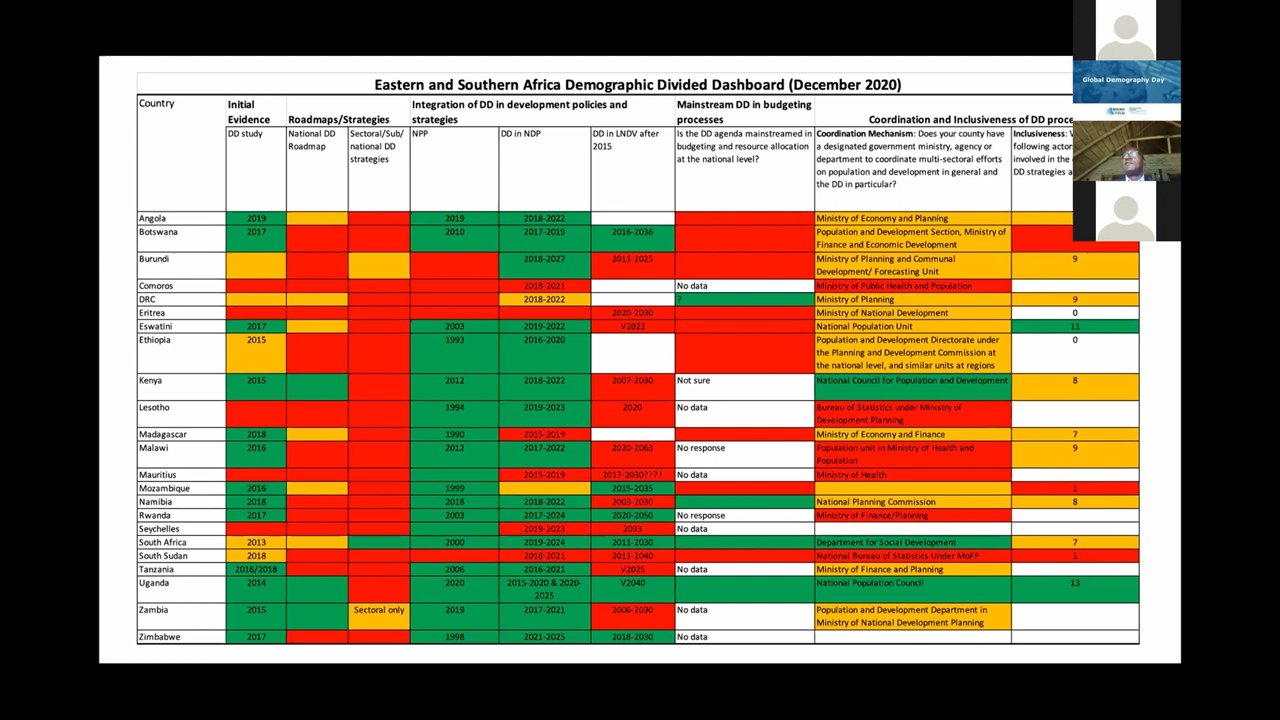 Eastern and Southern Africa Demographic Divided Dashboard (December 2020)
Country
Initial Evidence
Roadmaps/Strategies
Integration of DD in development policies and strategies
Mainstream DD in budgeting processes
Coordination and Inclusiveness of DD proce
DD study
National DD Roadmap
Sectoral/Sub/ national DD strategies
NPP
DD in NDP
DD in LNDV after 2015
Is the DD agenda mainstreamed in budgeting and resource allocation at the national level?
Coordination Mechanism: Does your county have a designated government ministry, agency or department to coordinate multi-sectoral efforts on population and development in general and the DD in particular?
Inclusiveness:
following actor
involved in the
DD strategies a
Global Demography Day
Angola 2019 2019 2018-2022 Ministry of Economy and Planning
Botswana 2017 2010 2017-2019 2016-2036 Population and Development Section, Ministry of Finance and Economic Development
Burundi 2018-2027 2011-2025 Ministry of Planning and Communal Development/ Forecasting Unit 9
Comoros 2018-2021 No data Ministry of Public Health and Population
DRC 2018-2022 ? Ministry of Planning 9
Eritrea 2020-2030 Ministry of National Development 0
Eswatini 2017 2003 2019-2022 V2022 National Population Unit 11
Ethiopia 2015 1993 2016-2020 Population and Development Directorate under the Planning and Development Commission at the national level, and similar units at regions 0
Kenya 2015 2012 2018-2022 2007-2030 Not sure National Council for Population and Development 8
Lesotho 1994 2019-2023 2020 No data Bureau of Statistics under Ministry of Development Planning
Madagascar 2018 1990 2015-2019 Ministry of Economy and Finance 7
Malawi 2016 2012 2017-2022 2020-2063 No response Population unit in Ministry of Health and Population 9
Mauritius 2015-2019 2017-2030???? No data Ministry of Health
Mozambique 2016 1999 2015-2035 1
Namibia 2018 2018 2018-2022 2003-2030 National Planning Commission 8
Rwanda 2017 2003 2017-2024 2020-2050 No response Ministry of Finance/Planning
Seychelles 2019-2023 2033 No data
South Africa 2013 2000 2019-2024 2011-2030 Department for Social Development 7
South Sudan 2018 2018-2021 2011-2040 National Bureau of Statistics Under MoFP 1
Tanzania 2016/2018 2006 2016-2021 V2025 No data Ministry of Finance and Planning
Uganda 2014 2020 2015-2020 & 2020-2025 V2040 National Population Council 13
Zambia 2015 Sectoral only 2019 2017-2021 2006-2030 No data Population and Development Department in Ministry of National Development Planning
Zimbabwe 2017 1998 2021-2025 2018-2030 No data